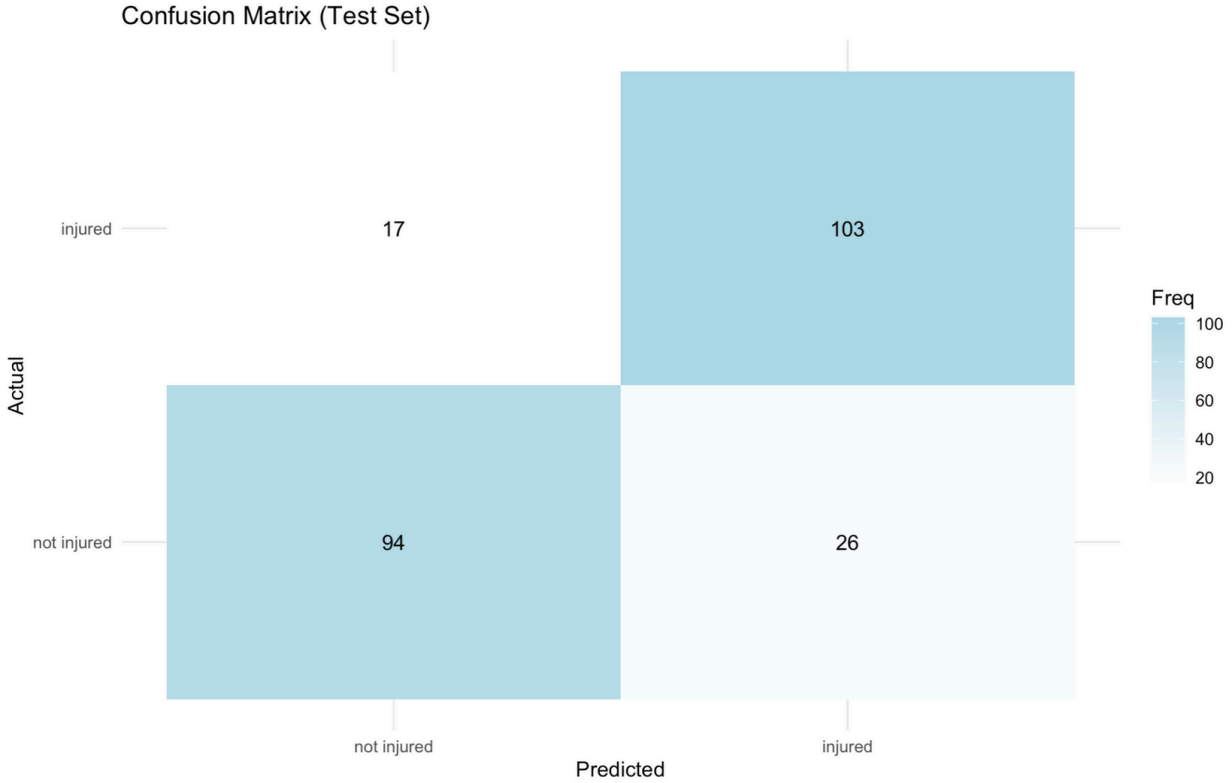 Confusion Matrix (Test Set)
injured
17
103
Freq
100
80
60
40
20
Actual
not injured
94
26
not injured
injured
Predicted